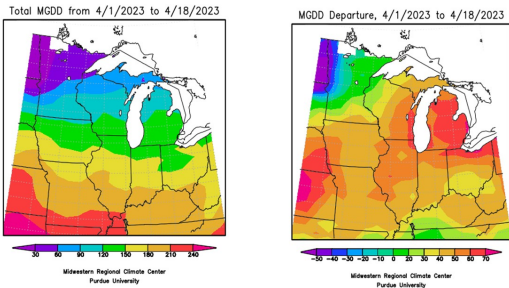 Total MGDD from 4/1/2023 to 4/18/2023
30 60 90 120 150 180 210 240
Midwestern Regional Climate Center
Purdue University
MGDD Departure, 4/1/2023 to 4/18/2023
-50 -40 -30 -20 -10 0 10 20 30 40 50 60 70
Midwestern Regional Climate Center
Purdue University